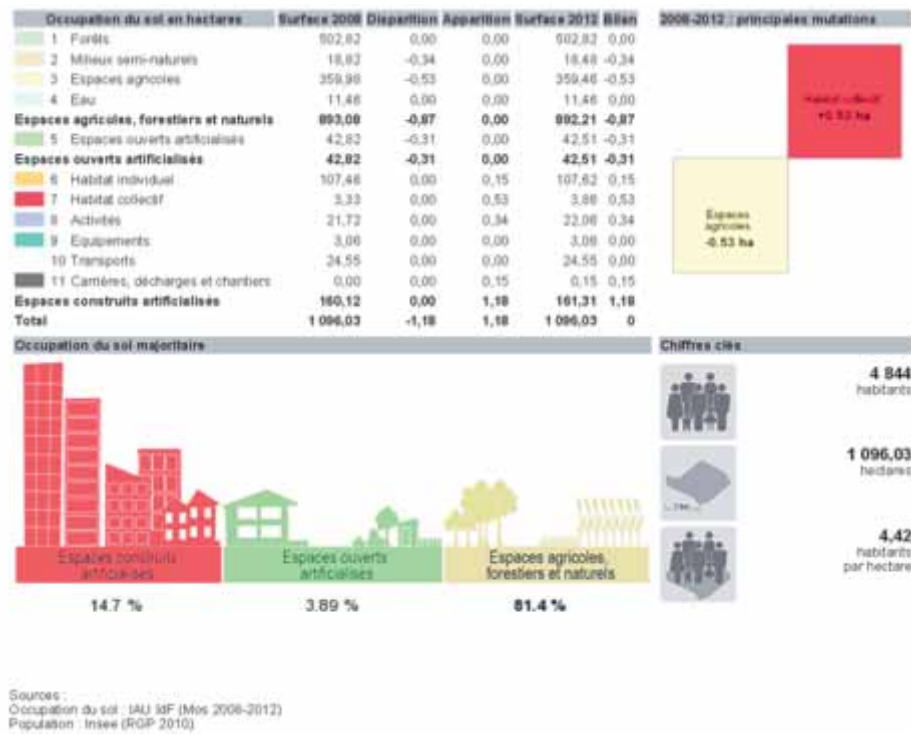 Occupation du sol en hectares Surface 2008 Disparition Apparition Surface 2012 Bilan
1 Forêts 502,82 0,00 0,00 502,82 0,00
2 Milieux semi-naturels 18,82 -0,34 0,00 18,48 -0,34
3 Espaces agricoles 359,98 -0,53 0,00 359,46 -0,53
4 Eau 11,46 0,00 0,00 11,46 0,00
Espaces agricoles, forestiers et naturels 893,08 -0,87 0,00 892,21 -0,87
5 Espaces ouverts artificialisés 42,82 -0,31 0,00 42,51 -0,31
Espaces ouverts artificialisés 42,82 -0,31 0,00 42,51 -0,31
6 Habitat individuel 107,46 0,00 0,15 107,62 0,15
7 Habitat collectif 3,33 0,00 0,53 3,86 0,53
8 Activités 21,72 0,00 0,34 22,06 0,34
9 Equipements 3,06 0,00 0,00 3,06 0,00
10 Transports 24,55 0,00 0,00 24,55 0,00
11 Carrières, décharges et chantiers 0,00 0,00 0,15 0,15 0,15
Espaces construits artificialisés 160,12 0,00 1,18 161,31 1,18
Total 1 096,03 -1,18 1,18 1 096,03 0
2008-2012 : principales mutations
Habitat collectif
+0.53 ha
Espaces
agricoles
-0.53 ha
Occupation du sol majoritaire
Espaces construits
artificialisés
14.7 %
Espaces ouverts
artificialisés
3.89 %
Espaces agricoles,
forestiers et naturels
81.4 %
Chiffres clés
4 844
habitants
1 096,03
hectares
4,42
habitants
par hectare
Sources :
Occupation du sol : IAU IdF (Mos 2008-2012)
Population : Insee (RGP 2010)